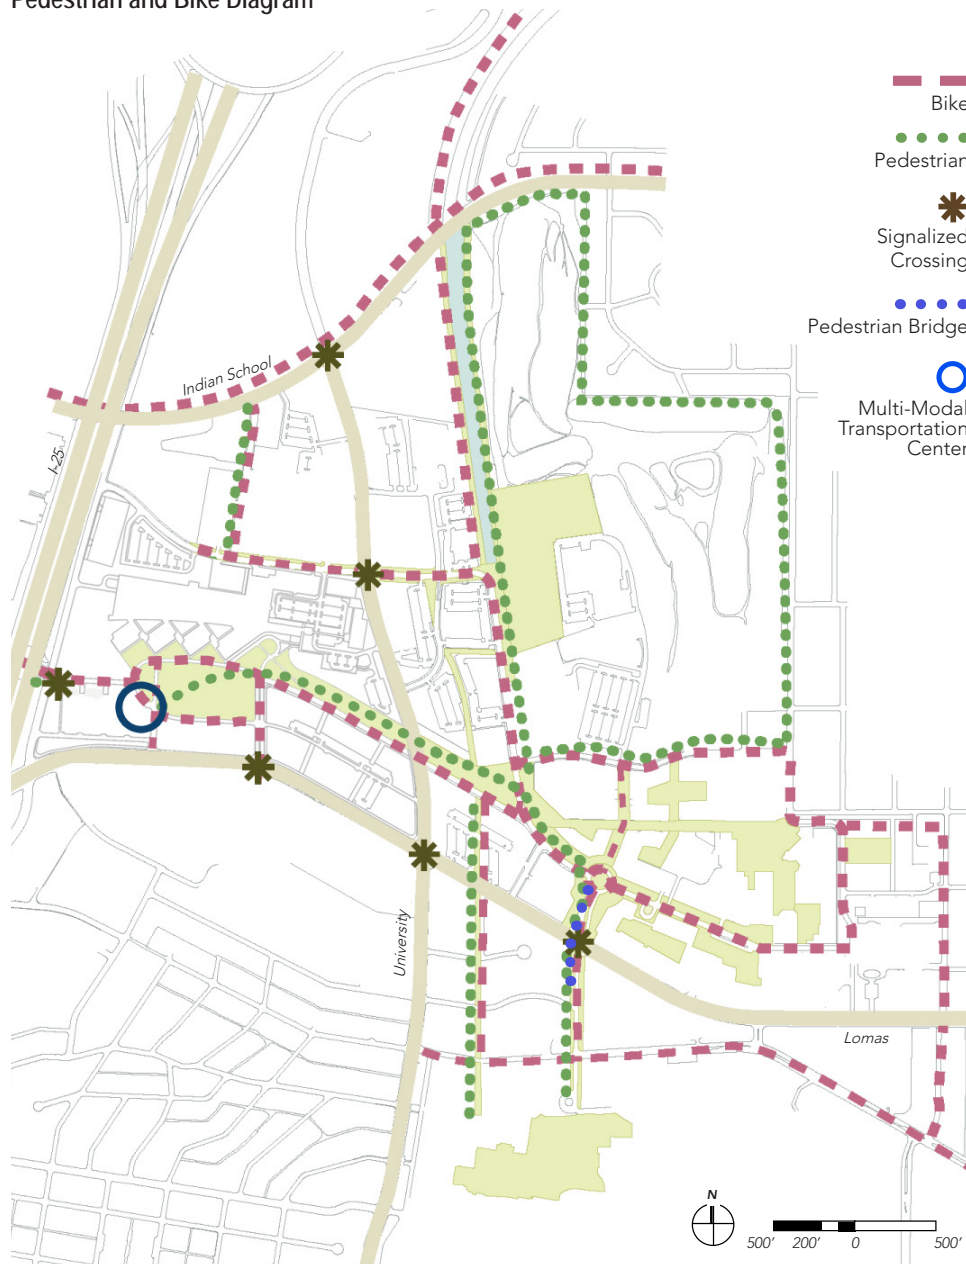 Pedestrian and Bike Diagram
Bike
Pedestrian
Signalized
Crossing
Pedestrian Bridge
Multi-Modal
Transportation
Center
Indian School
I-25
University
Lomas
N
500' 200' 0 500'